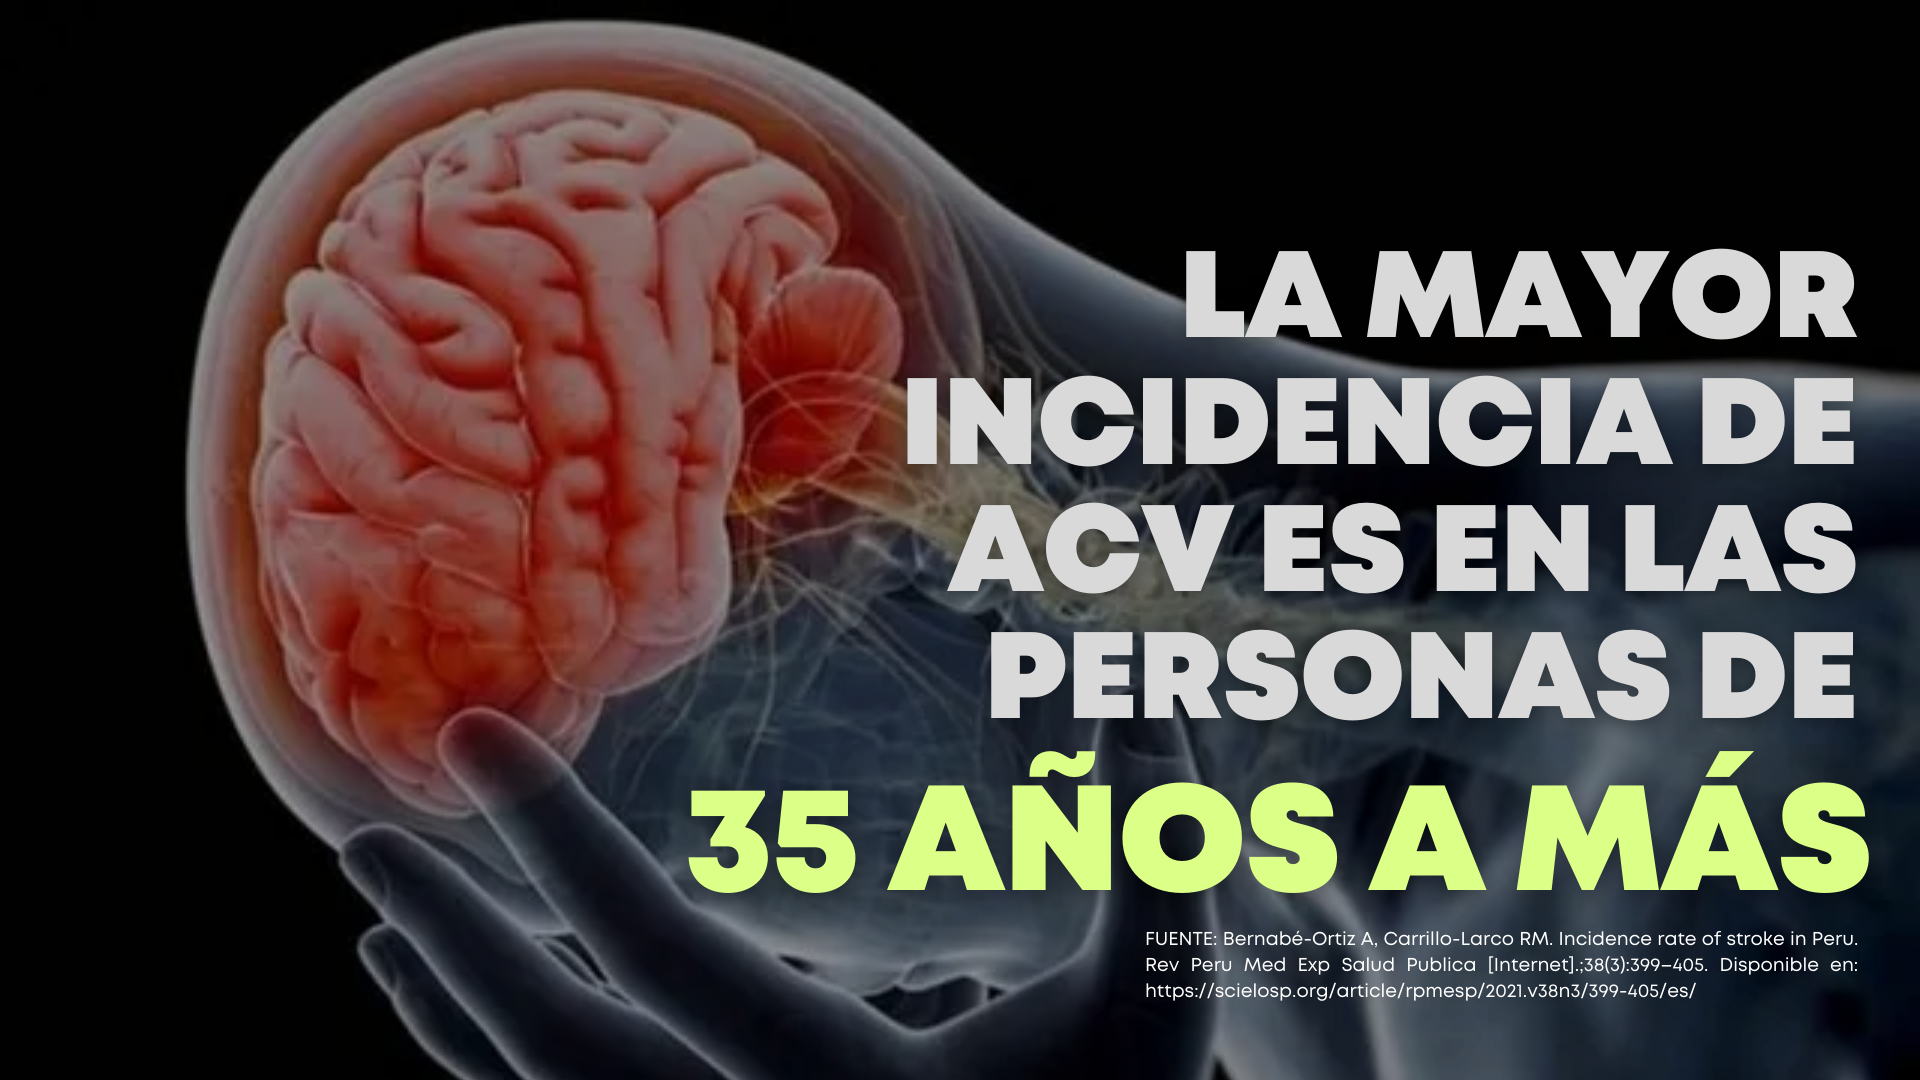 LA MAYOR
INCIDENCIA DE
ACV ES EN LAS
PERSONAS DE
35 AÑOS A MÁS
FUENTE: Bernabé-Ortiz A, Carrillo-Larco RM. Incidence rate of stroke in Peru.
Rev Peru Med Exp Salud Publica [Internet].;38(3):399–405. Disponible en:
https://scielosp.org/article/rpmesp/2021.v38n3/399-405/es/